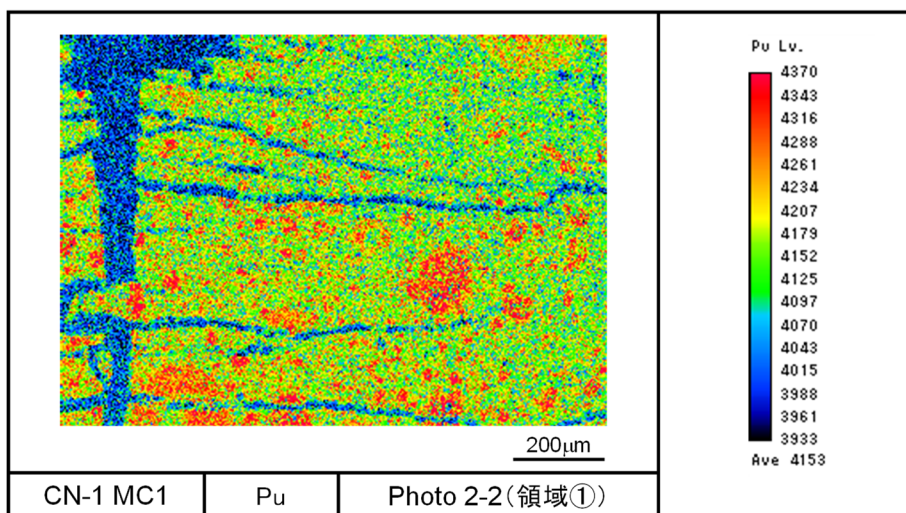 Pu Lv.
4370
4343
4316
4288
4261
4234
4207
4179
4152
4125
4097
4070
4043
4015
3988
3961
3933
Ave 4153
200μm
CN-1 MC1
Pu
Photo 2-2(領域①)